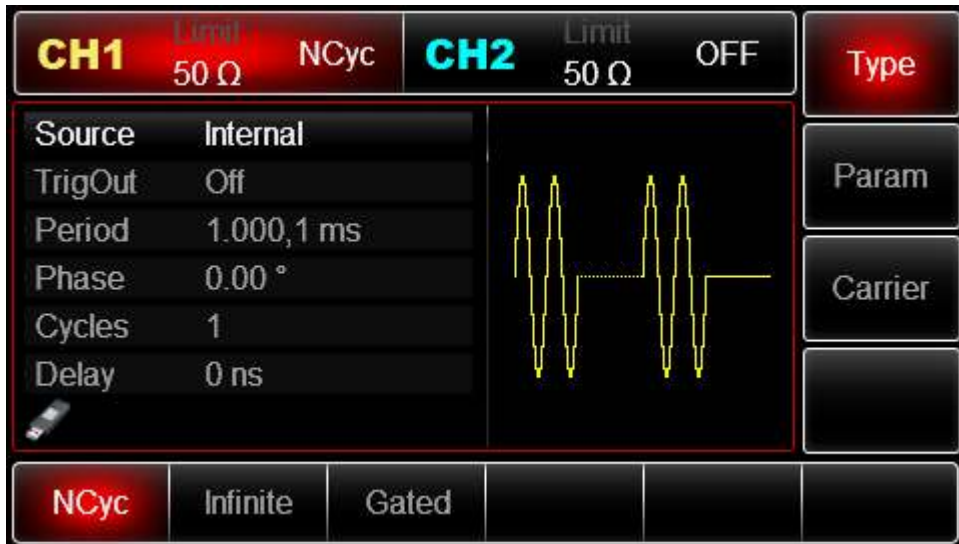 CH1 Limit 50 Ω NCyc CH2 Limit 50 Ω OFF
Type
Source Internal
TrigOut Off
Period 1.000,1 ms
Phase 0.00 °
Cycles 1
Delay 0 ns
Param
Carrier
NCyc Infinite Gated